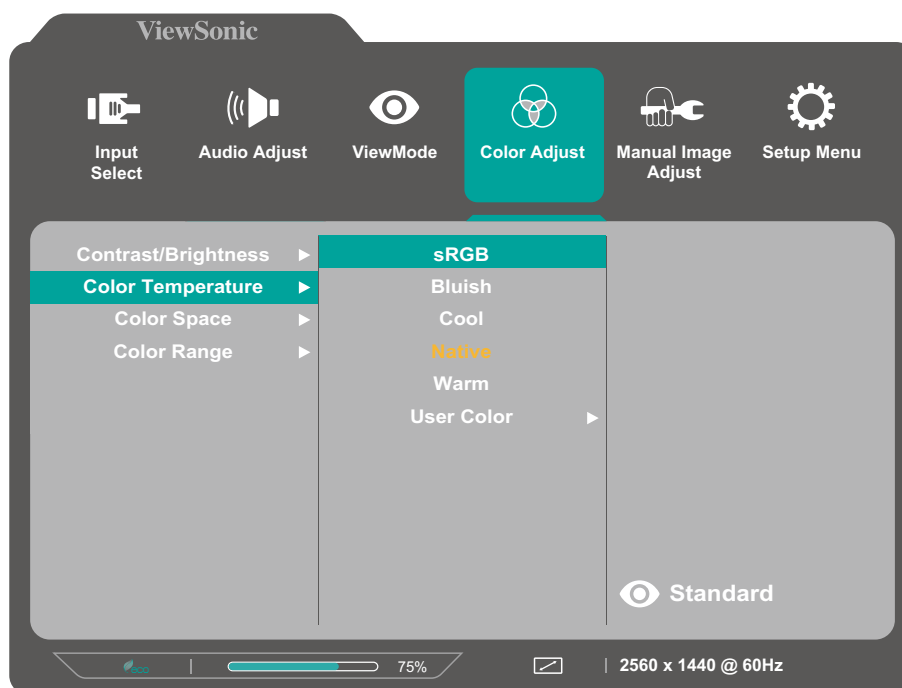 ViewSonic
Input Select
Audio Adjust
ViewMode
Color Adjust
Manual Image Adjust
Setup Menu
Contrast/Brightness
Color Temperature
Color Space
Color Range
sRGB
Bluish
Cool
Native
Warm
User Color
Standard
eco | 75% | 2560 x 1440 @ 60Hz